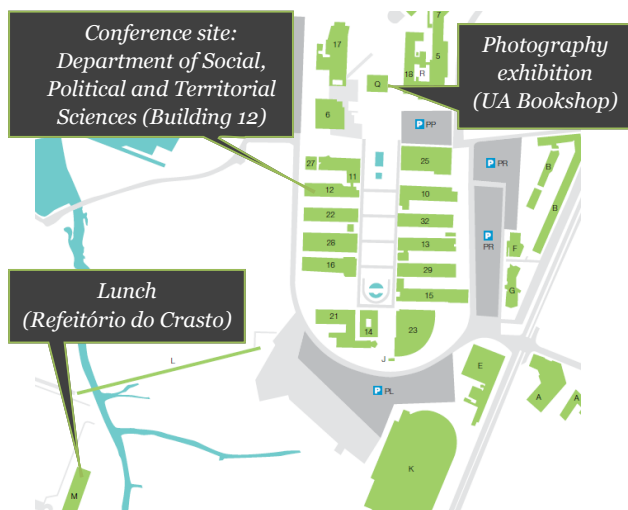 Conference site:
Department of Social,
Political and Territorial
Sciences (Building 12)
Photography
exhibition
(UA Bookshop)
Lunch
(Refeitório do Crasto)
17
7
5
18
R
Q
6
P PP
27
11
25
P PR
B
12
10
B
22
32
P
PR
F
28
13
16
29
G
15
21
14
23
J
L
E
P PL
A
A
K
M